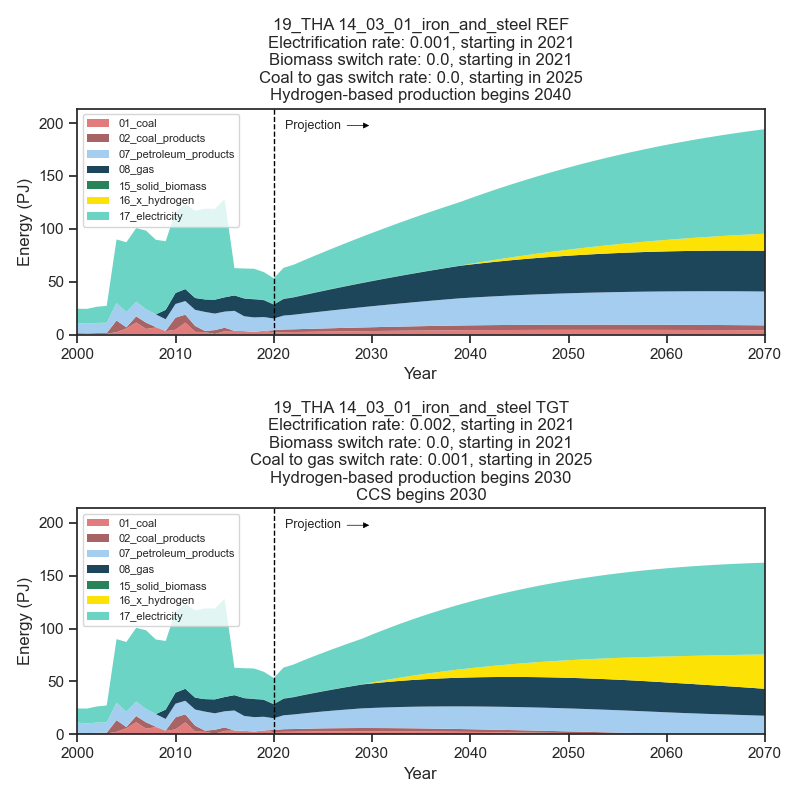 19_THA 14_03_01_iron_and_steel REF
Electrification rate: 0.001, starting in 2021
Biomass switch rate: 0.0, starting in 2021
Coal to gas switch rate: 0.0, starting in 2025
Hydrogen-based production begins 2040
200
150
100
50
0
Energy (PJ)
01_coal
02_coal_products
07_petroleum_products
08_gas
15_solid_biomass
16_x_hydrogen
17_electricity
Projection
2000 2010 2020 2030 2040 2050 2060 2070
Year
19_THA 14_03_01_iron_and_steel TGT
Electrification rate: 0.002, starting in 2021
Biomass switch rate: 0.0, starting in 2021
Coal to gas switch rate: 0.001, starting in 2025
Hydrogen-based production begins 2030
CCS begins 2030
200
150
100
50
0
Energy (PJ)
01_coal
02_coal_products
07_petroleum_products
08_gas
15_solid_biomass
16_x_hydrogen
17_electricity
Projection
2000 2010 2020 2030 2040 2050 2060 2070
Year